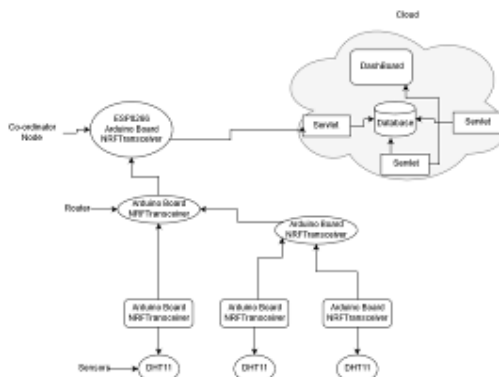 Cloud
DashBoard
ESP8266
Arduino Board
NRFTransceiver
Co-ordinator
Node
Servlet
Database
Servlet
Servlet
Router
Arduino Board
NRFTransceiver
Arduino Board
NRFTransceiver
Arduino Board
NRFTransceiver
Arduino Board
NRFTransceiver
Arduino Board
NRFTransceiver
Sensors
DHT11
DHT11
DHT11